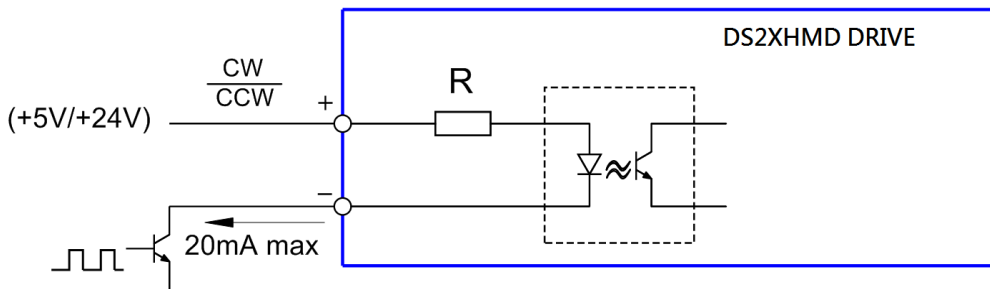 DS2XHMD DRIVE
CW
CCW
(+5V/+24V)
+
R
−
20mA max